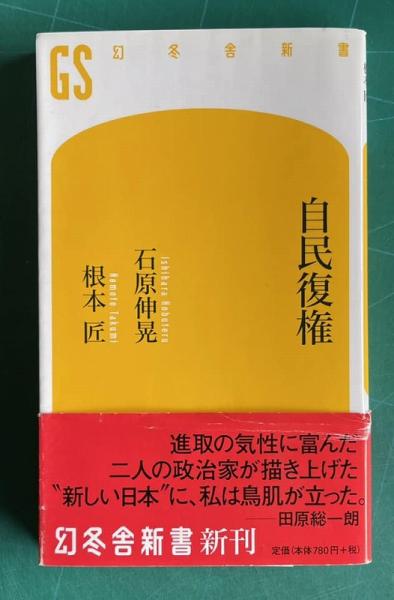 GS
幻冬舎新書
自民復権
石原伸晃
Ishihara Nobuteru
根本 匠
Nemoto Takumi
進取の気性に富んだ
二人の政治家が描き上げた
〝新しい日本〟に、私は鳥肌が立った。
──田原総一朗
幻冬舎新書 新刊
定価(本体780円+税)